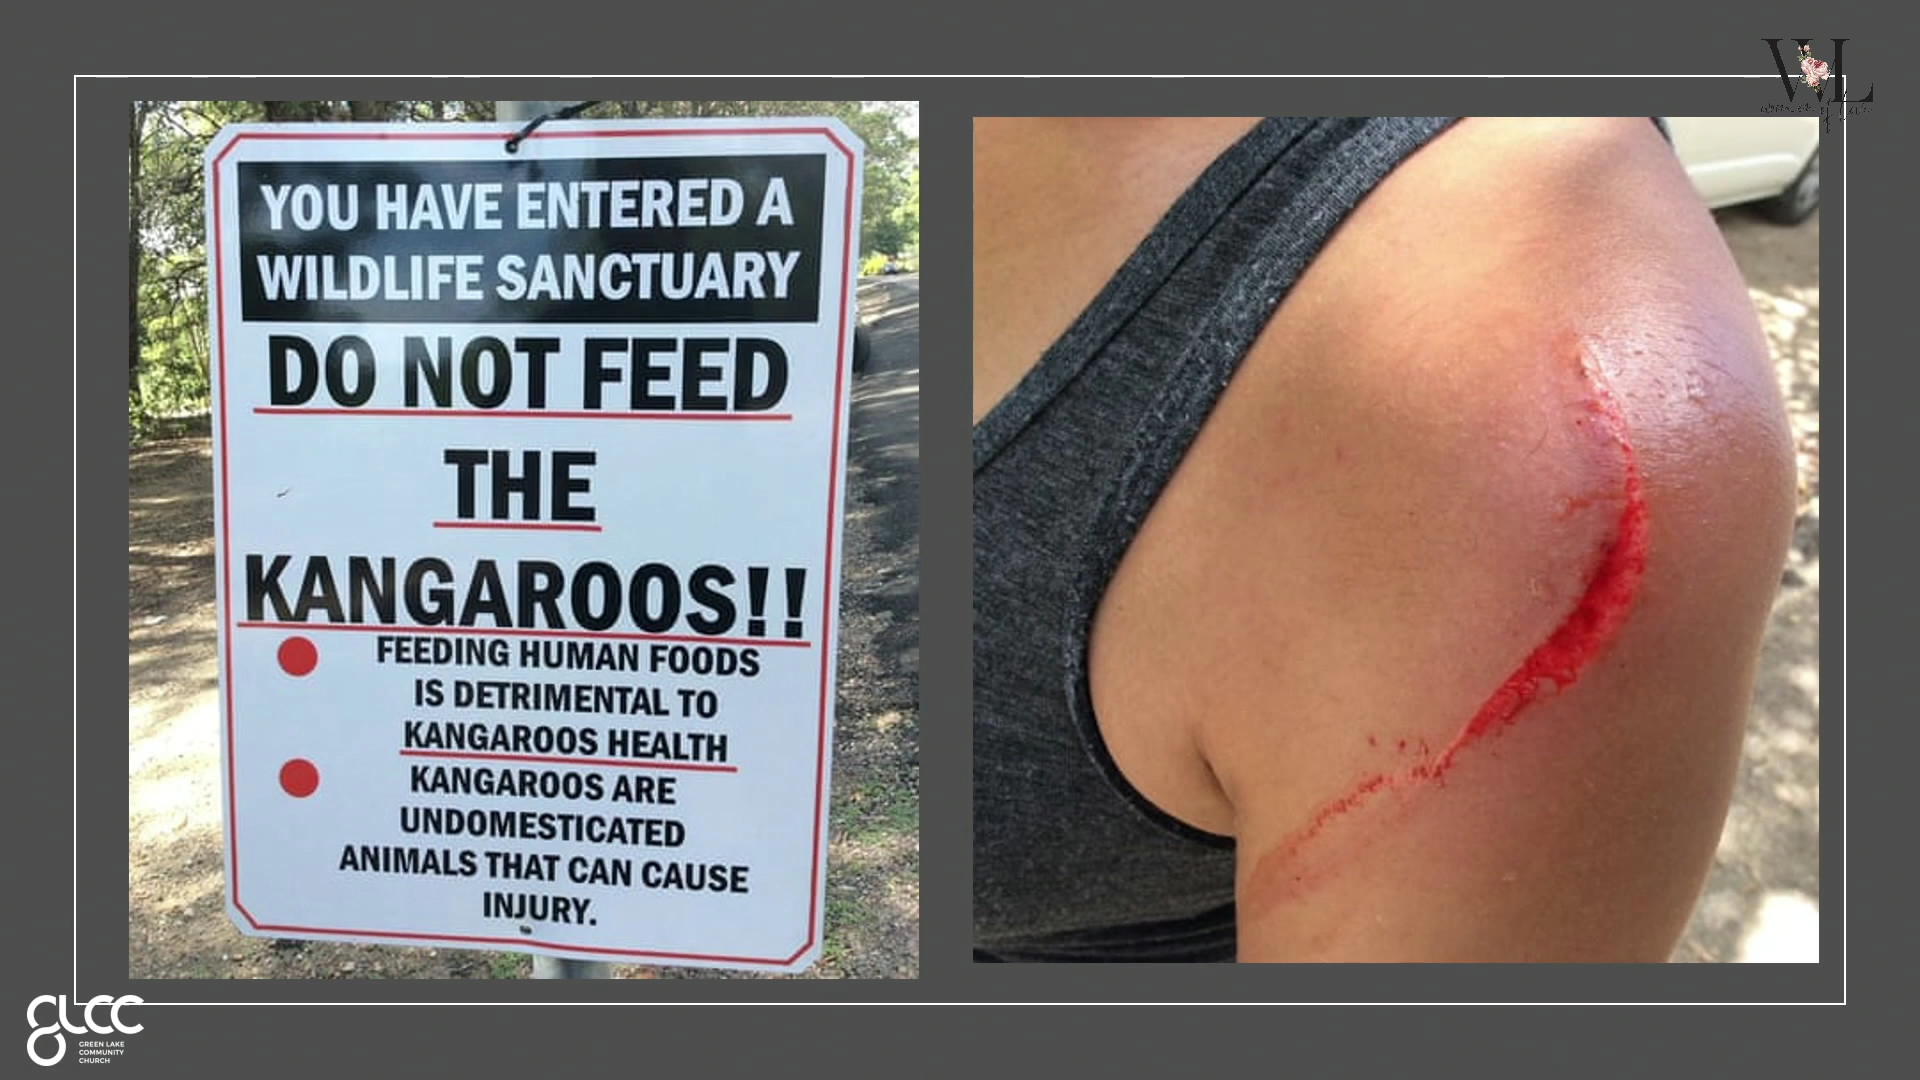 YOU HAVE ENTERED A
WILDLIFE SANCTUARY
DO NOT FEED
THE
KANGAROOS!!
FEEDING HUMAN FOODS
IS DETRIMENTAL TO
KANGAROOS HEALTH
KANGAROOS ARE
UNDOMESTICATED
ANIMALS THAT CAN CAUSE
INJURY.
WL
GLCC
GREEN LAKE
COMMUNITY
CHURCH